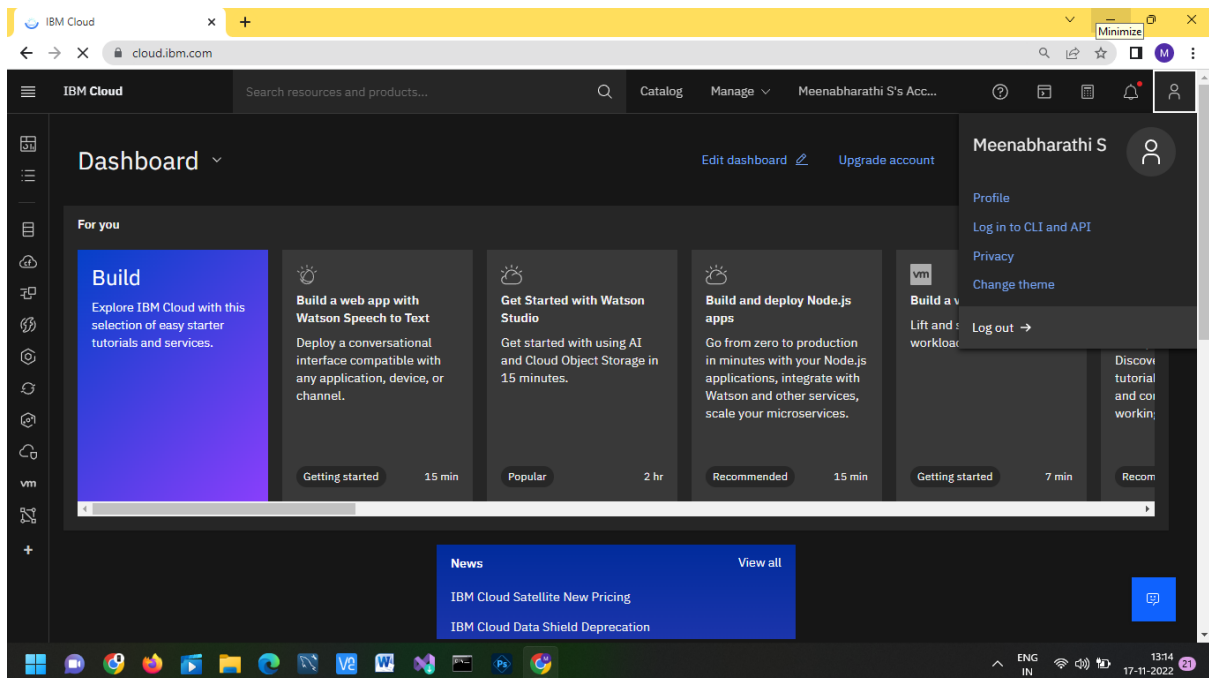 IBM Cloud
Minimize
cloud.ibm.com
M
IBM Cloud
Search resources and products...
Catalog
Manage
Meenabharathi S's Acc...
Meenabharathi S
Profile
Log in to CLI and API
Privacy
Change theme
Log out →
Dashboard
Edit dashboard
Upgrade account
For you
Build
Explore IBM Cloud with this
selection of easy starter
tutorials and services.
Build a web app with
Watson Speech to Text
Deploy a conversational
interface compatible with
any application, device, or
channel.
Getting started
15 min
Get Started with Watson
Studio
Get started with using AI
and Cloud Object Storage in
15 minutes.
Popular
2 hr
Build and deploy Node.js
apps
Go from zero to production
in minutes with your Node.js
applications, integrate with
Watson and other services,
scale your microservices.
Recommended
15 min
vm
Build a v
Lift and s
workload
Getting started
7 min
Discove
tutorial
and cor
working
Recom
vm
News
View all
IBM Cloud Satellite New Pricing
IBM Cloud Data Shield Deprecation
ENG
IN
13:14
17-11-2022
21